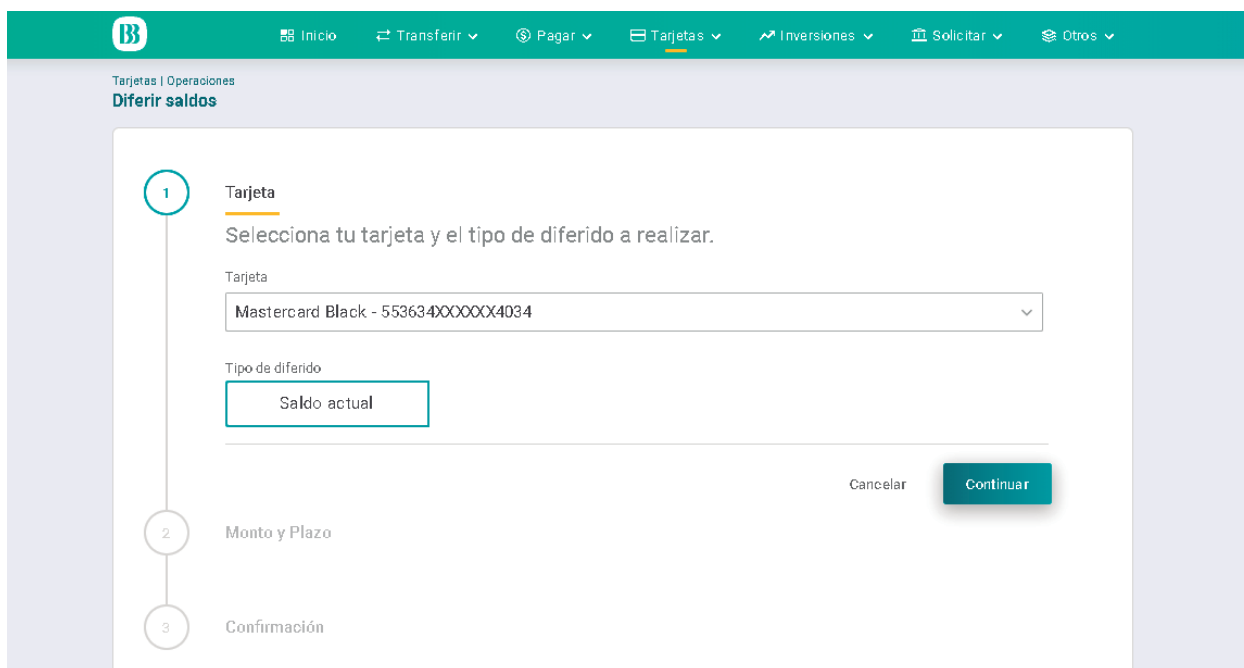 BB
Inicio Transferir Pagar Tarjetas Inversiones Solicitar Otros
Tarjetas | Operaciones
Diferir saldos
1 Tarjeta
Selecciona tu tarjeta y el tipo de diferido a realizar.
Tarjeta
Mastercard Black - 553634XXXXXX4034
Tipo de diferido
Saldo actual
Cancelar Continuar
2 Monto y Plazo
3 Confirmación